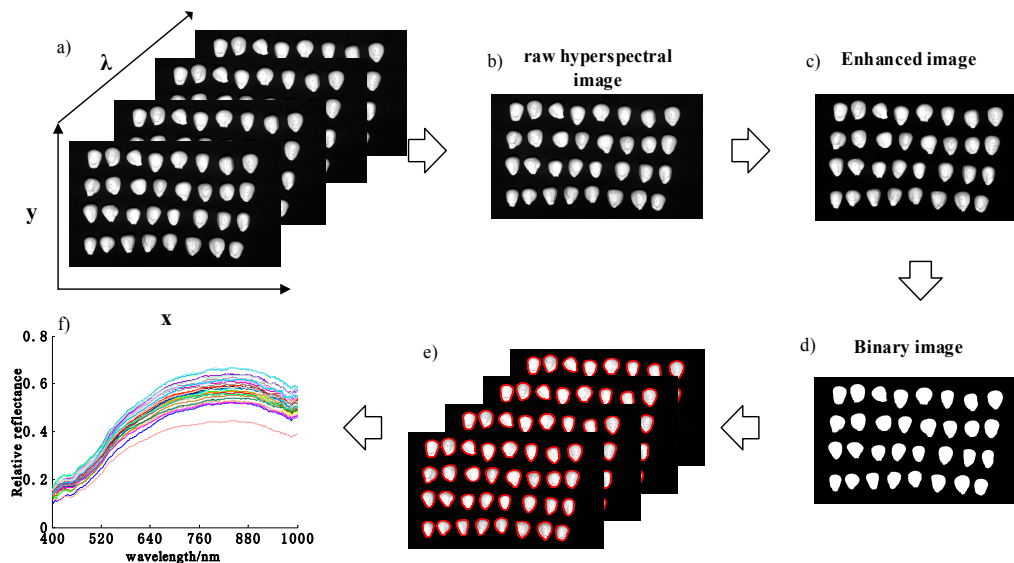 a)
λ
y
x
b)
raw hyperspectral
image
c)
Enhanced image
d)
Binary image
e)
f)
Relative reflectance
0.8
0.6
0.4
0.2
0
400 520 640 760 880 1000
wavelength/nm